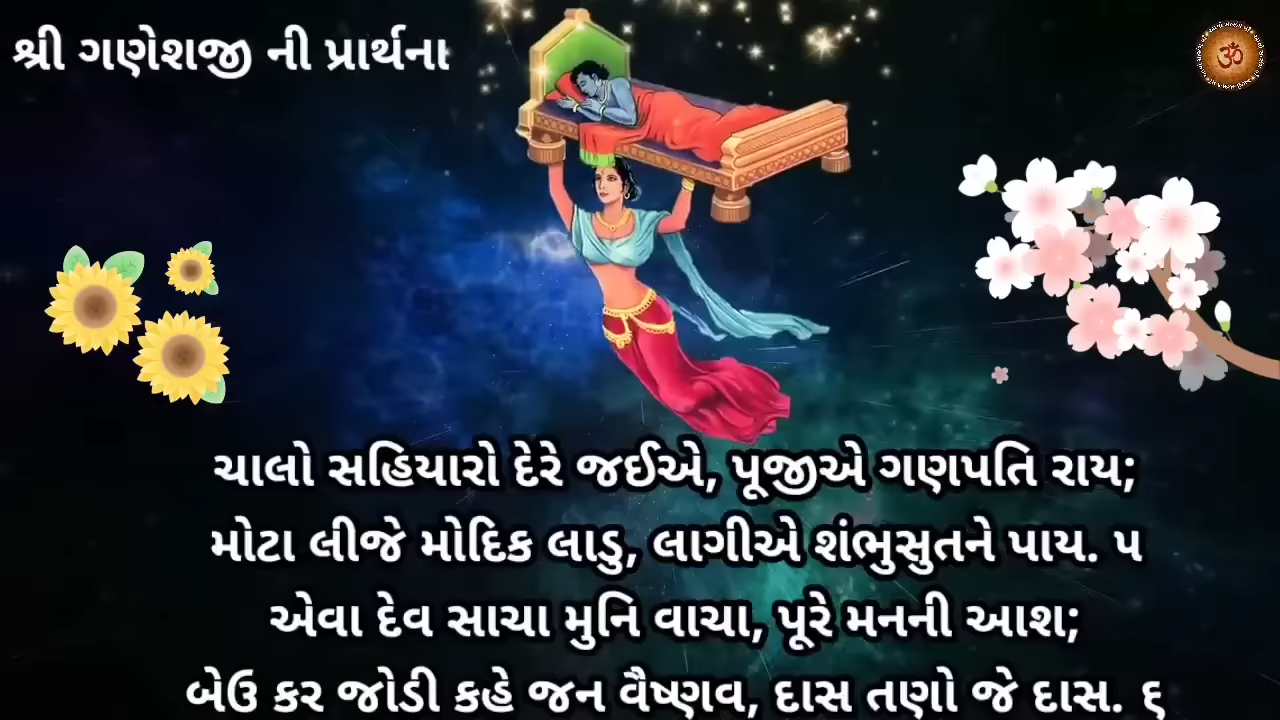 શ્રી ગણેશજી ની પ્રાર્થના
ૐ
ચાલો સહિયારો દેરે જઈએ, પૂજીએ ગણપતિ રાય;
મોટા લીજે મોદિક લાડુ, લાગીએ શંભુસુતને પાય. ૫
એવા દેવ સાચા મુનિ વાચા, પૂરે મનની આશ;
બેઉ કર જોડી કહે જન વૈષ્ણવ, દાસ તણો જે દાસ. ૬